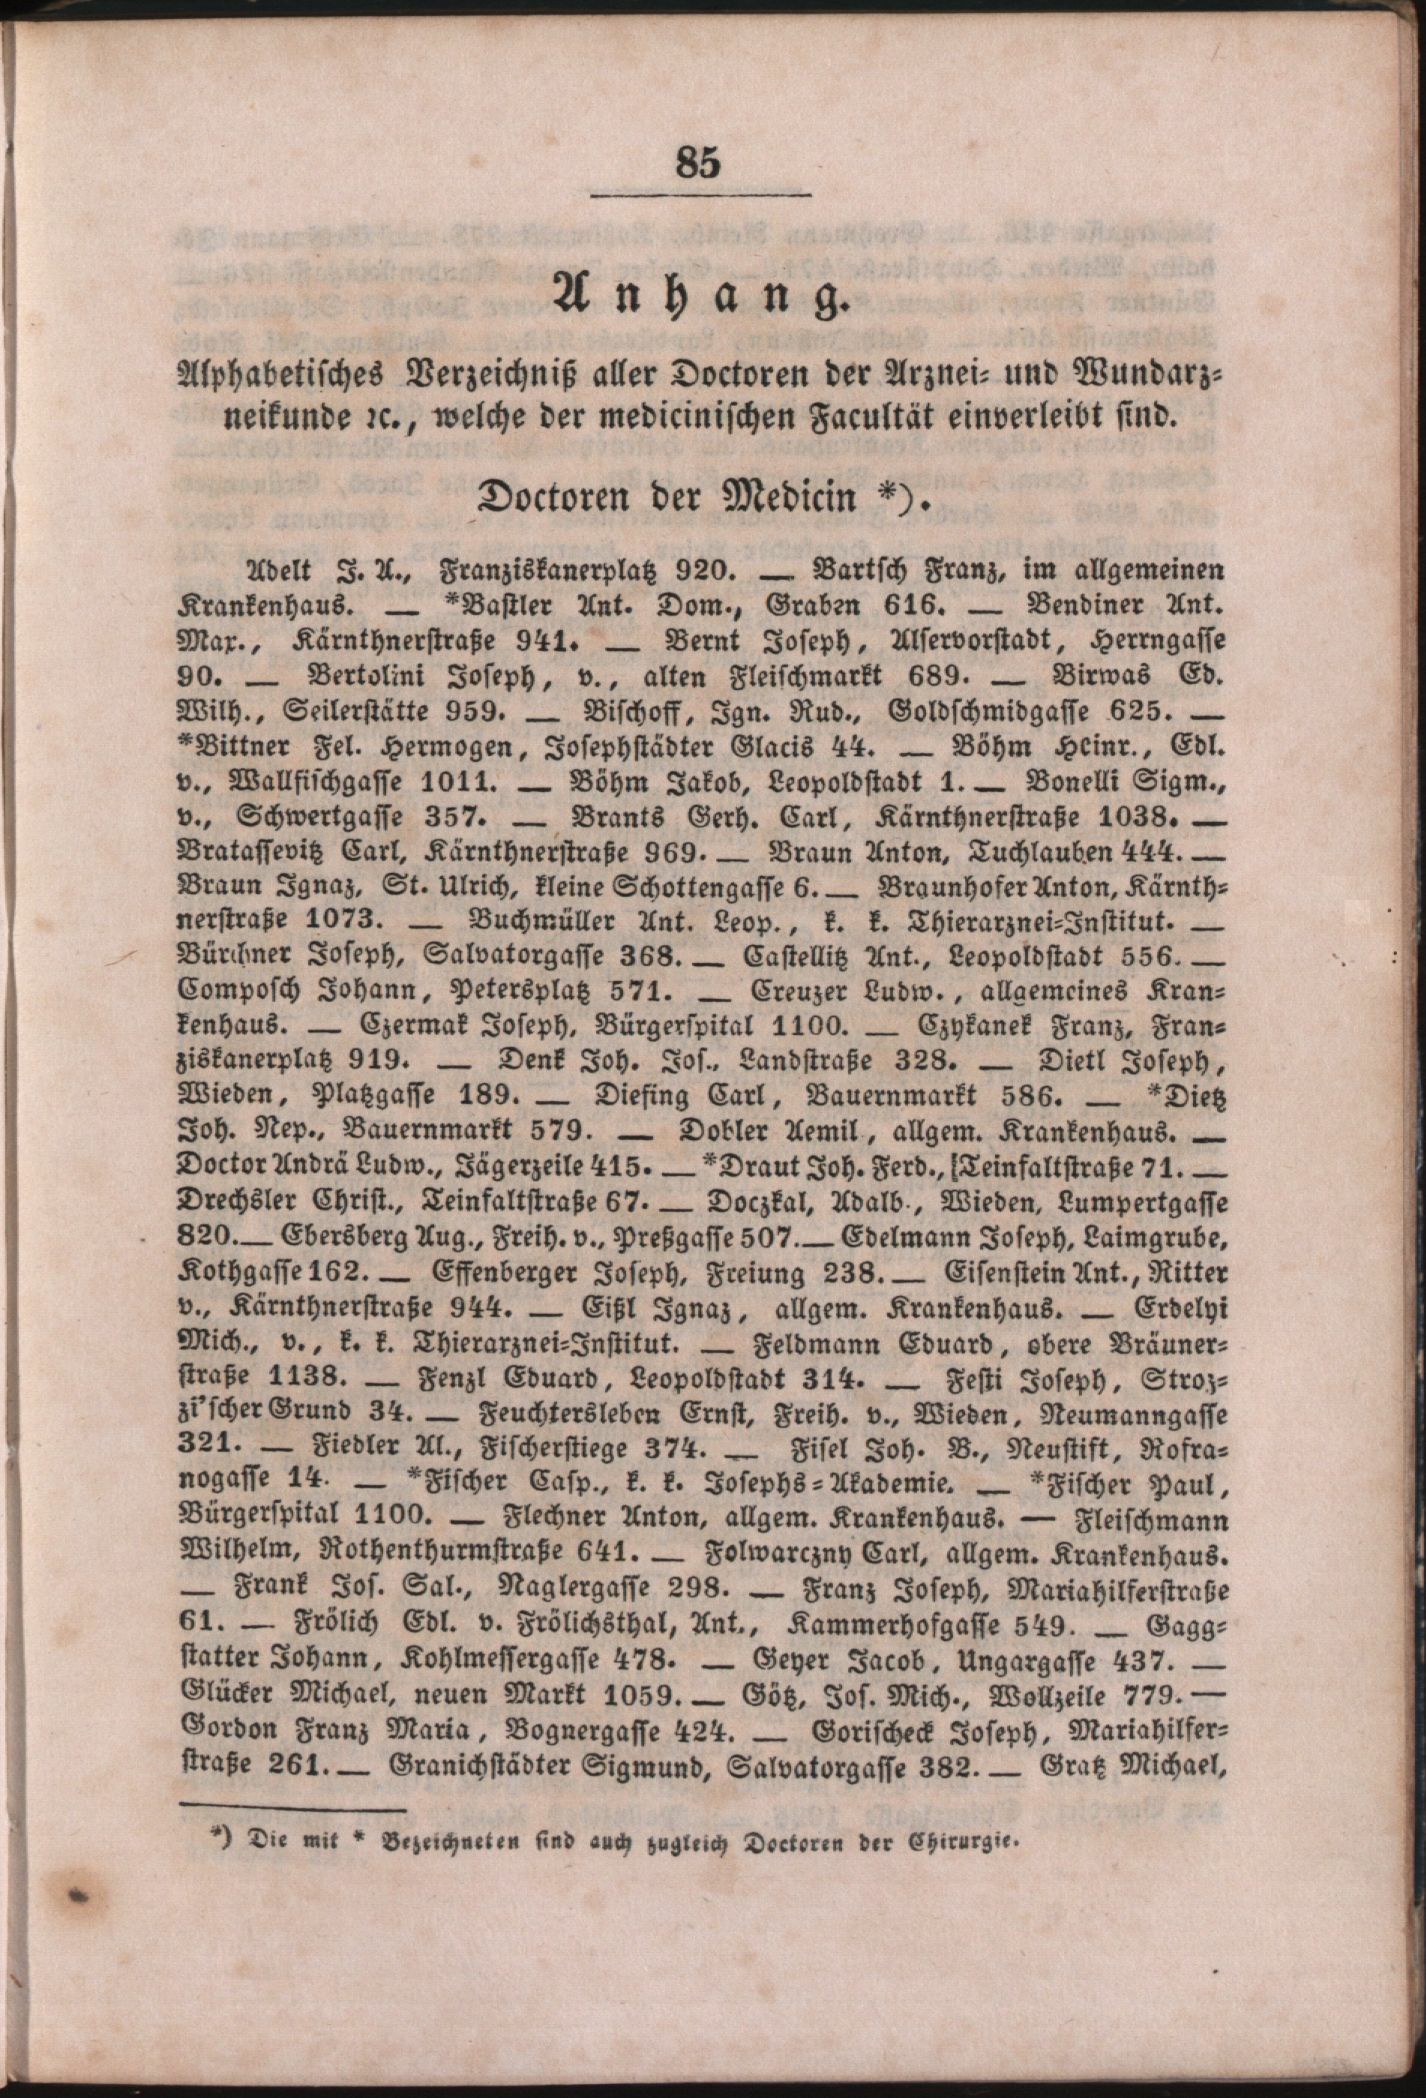 85
Anhang.
Alphabetisches Verzeichniß aller Doctoren der Arznei- und Wundarz-
neikunde ꝛc., welche der medicinischen Facultät einverleibt sind.
Doctoren der Medicin *).
Adelt J. A., Franziskanerplatz 920. — Bartsch Franz, im allgemeinen
Krankenhaus. — *Bastler Ant. Dom., Graben 616. — Bendiner Ant.
Max., Kärnthnerstraße 941. — Bernt Joseph, Alservorstadt, Herrngasse
90. — Bertolini Joseph, v., alten Fleischmarkt 689. — Birwas Ed.
Wilh., Seilerstätte 959. — Bischoff, Ign. Rud., Goldschmidgasse 625. —
*Bittner Fel. Hermogen, Josephstädter Glacis 44. — Böhm Heinr., Edl.
v., Wallfischgasse 1011. — Böhm Jakob, Leopoldstadt 1. — Bonelli Sigm.,
v., Schwertgasse 357. — Brants Gerh. Carl, Kärnthnerstraße 1038. —
Bratassevitz Carl, Kärnthnerstraße 969. — Braun Anton, Tuchlauben 444. —
Braun Ignaz, St. Ulrich, kleine Schottengasse 6. — Braunhofer Anton, Kärnth-
nerstraße 1073. — Buchmüller Ant. Leop., k. k. Thierarznei-Institut. —
Bürchner Joseph, Salvatorgasse 368. — Castellitz Ant., Leopoldstadt 556. —
Composch Johann, Petersplatz 571. — Creuzer Ludw., allgemeines Kran-
kenhaus. — Czermak Joseph, Bürgerspital 1100. — Czykanek Franz, Fran-
ziskanerplatz 919. — Denk Joh. Jos., Landstraße 328. — Dietl Joseph,
Wieden, Platzgasse 189. — Diesing Carl, Bauernmarkt 586. — *Dietz
Joh. Nep., Bauernmarkt 579. — Dobler Aemil, allgem. Krankenhaus. —
Doctor Andrä Ludw., Jägerzeile 415. — *Draut Joh. Ferd., Teinfaltstraße 71. —
Drechsler Christ., Teinfaltstraße 67. — Doczkal, Adalb., Wieden, Lumpertgasse
820. — Ebersberg Aug., Freih. v., Preßgasse 507. — Edelmann Joseph, Laimgrube,
Kothgasse 162. — Effenberger Joseph, Freiung 238. — Eisenstein Ant., Ritter
v., Kärnthnerstraße 944. — Eißl Ignaz, allgem. Krankenhaus. — Erdelyi
Mich., v., k. k. Thierarznei-Institut. — Feldmann Eduard, obere Bräuner-
straße 1138. — Fenzl Eduard, Leopoldstadt 314. — Festi Joseph, Stroz-
zi'scher Grund 34. — Feuchtersleben Ernst, Freih. v., Wieden, Neumanngasse
321. — Fiedler Al., Fischerstiege 374. — Fisel Joh. B., Neustift, Rofra-
nogasse 14. — *Fischer Casp., k. k. Josephs-Akademie. — *Fischer Paul,
Bürgerspital 1100. — Flechner Anton, allgem. Krankenhaus. — Fleischmann
Wilhelm, Rothenthurmstraße 641. — Folwarczny Carl, allgem. Krankenhaus.
— Frank Jos. Sal., Naglergasse 298. — Franz Joseph, Mariahilferstraße
61. — Frölich Edl. v. Frölichsthal, Ant., Kammerhofgasse 549. — Gagg-
statter Johann, Kohlmessergasse 478. — Geyer Jacob, Ungargasse 437. —
Glücker Michael, neuen Markt 1059. — Götz, Jos. Mich., Wollzeile 779. —
Gordon Franz Maria, Bognergasse 424. — Gorischeck Joseph, Mariahilfer-
straße 261. — Granichstädter Sigmund, Salvatorgasse 382. — Gratz Michael,
*) Die mit * Bezeichneten sind auch zugleich Doctoren der Chirurgie.